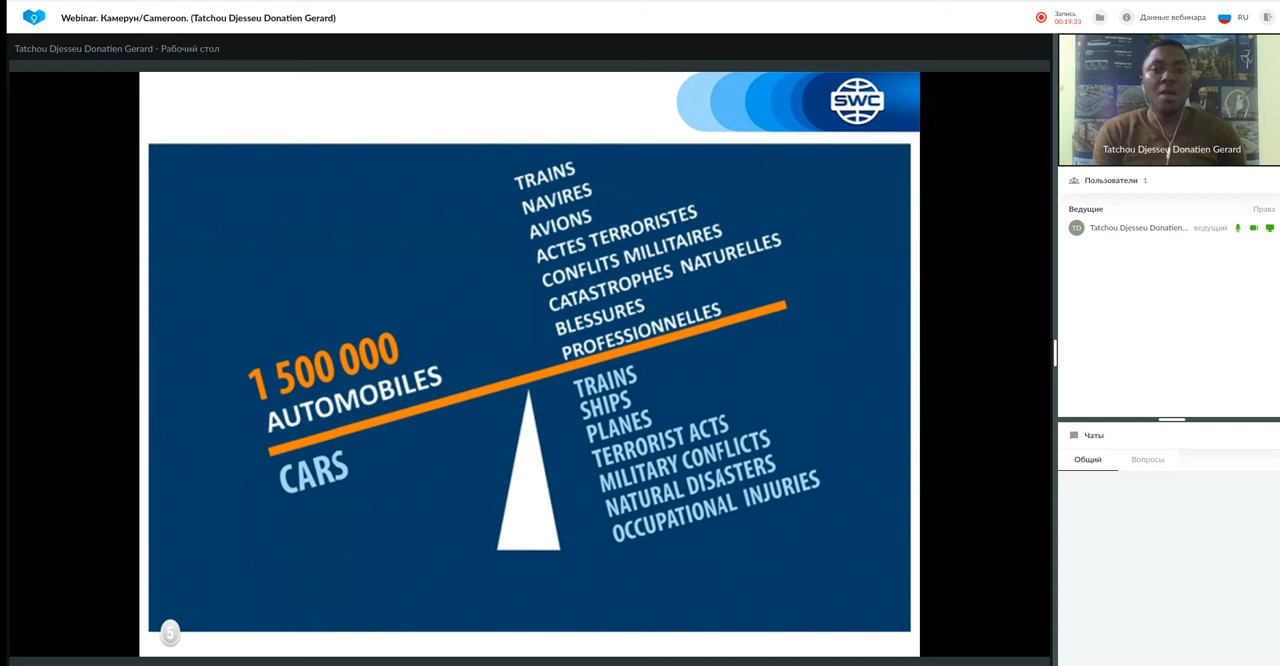 Webinar. Камерун/Cameroon. (Tatchou Djesseu Donatien Gerard)
Запись
00:19:33
Данные вебинара
RU
Tatchou Djesseu Donatien Gerard - Рабочий стол
SWC
TRAINS
NAVIRES
AVIONS
ACTES TERRORISTES
CONFLITS MILLITAIRES
CATASTROPHES NATURELLES
BLESSURES
PROFESSIONNELLES
1 500 000
AUTOMOBILES
CARS
TRAINS
SHIPS
PLANES
TERRORIST ACTS
MILITARY CONFLICTS
NATURAL DISASTERS
OCCUPATIONAL INJURIES
5
Tatchou Djesseu Donatien Gerard
Пользователи 1
Ведущие Права
TD Tatchou Djesseu Donatien... ведущий
Чаты
Общий Вопросы